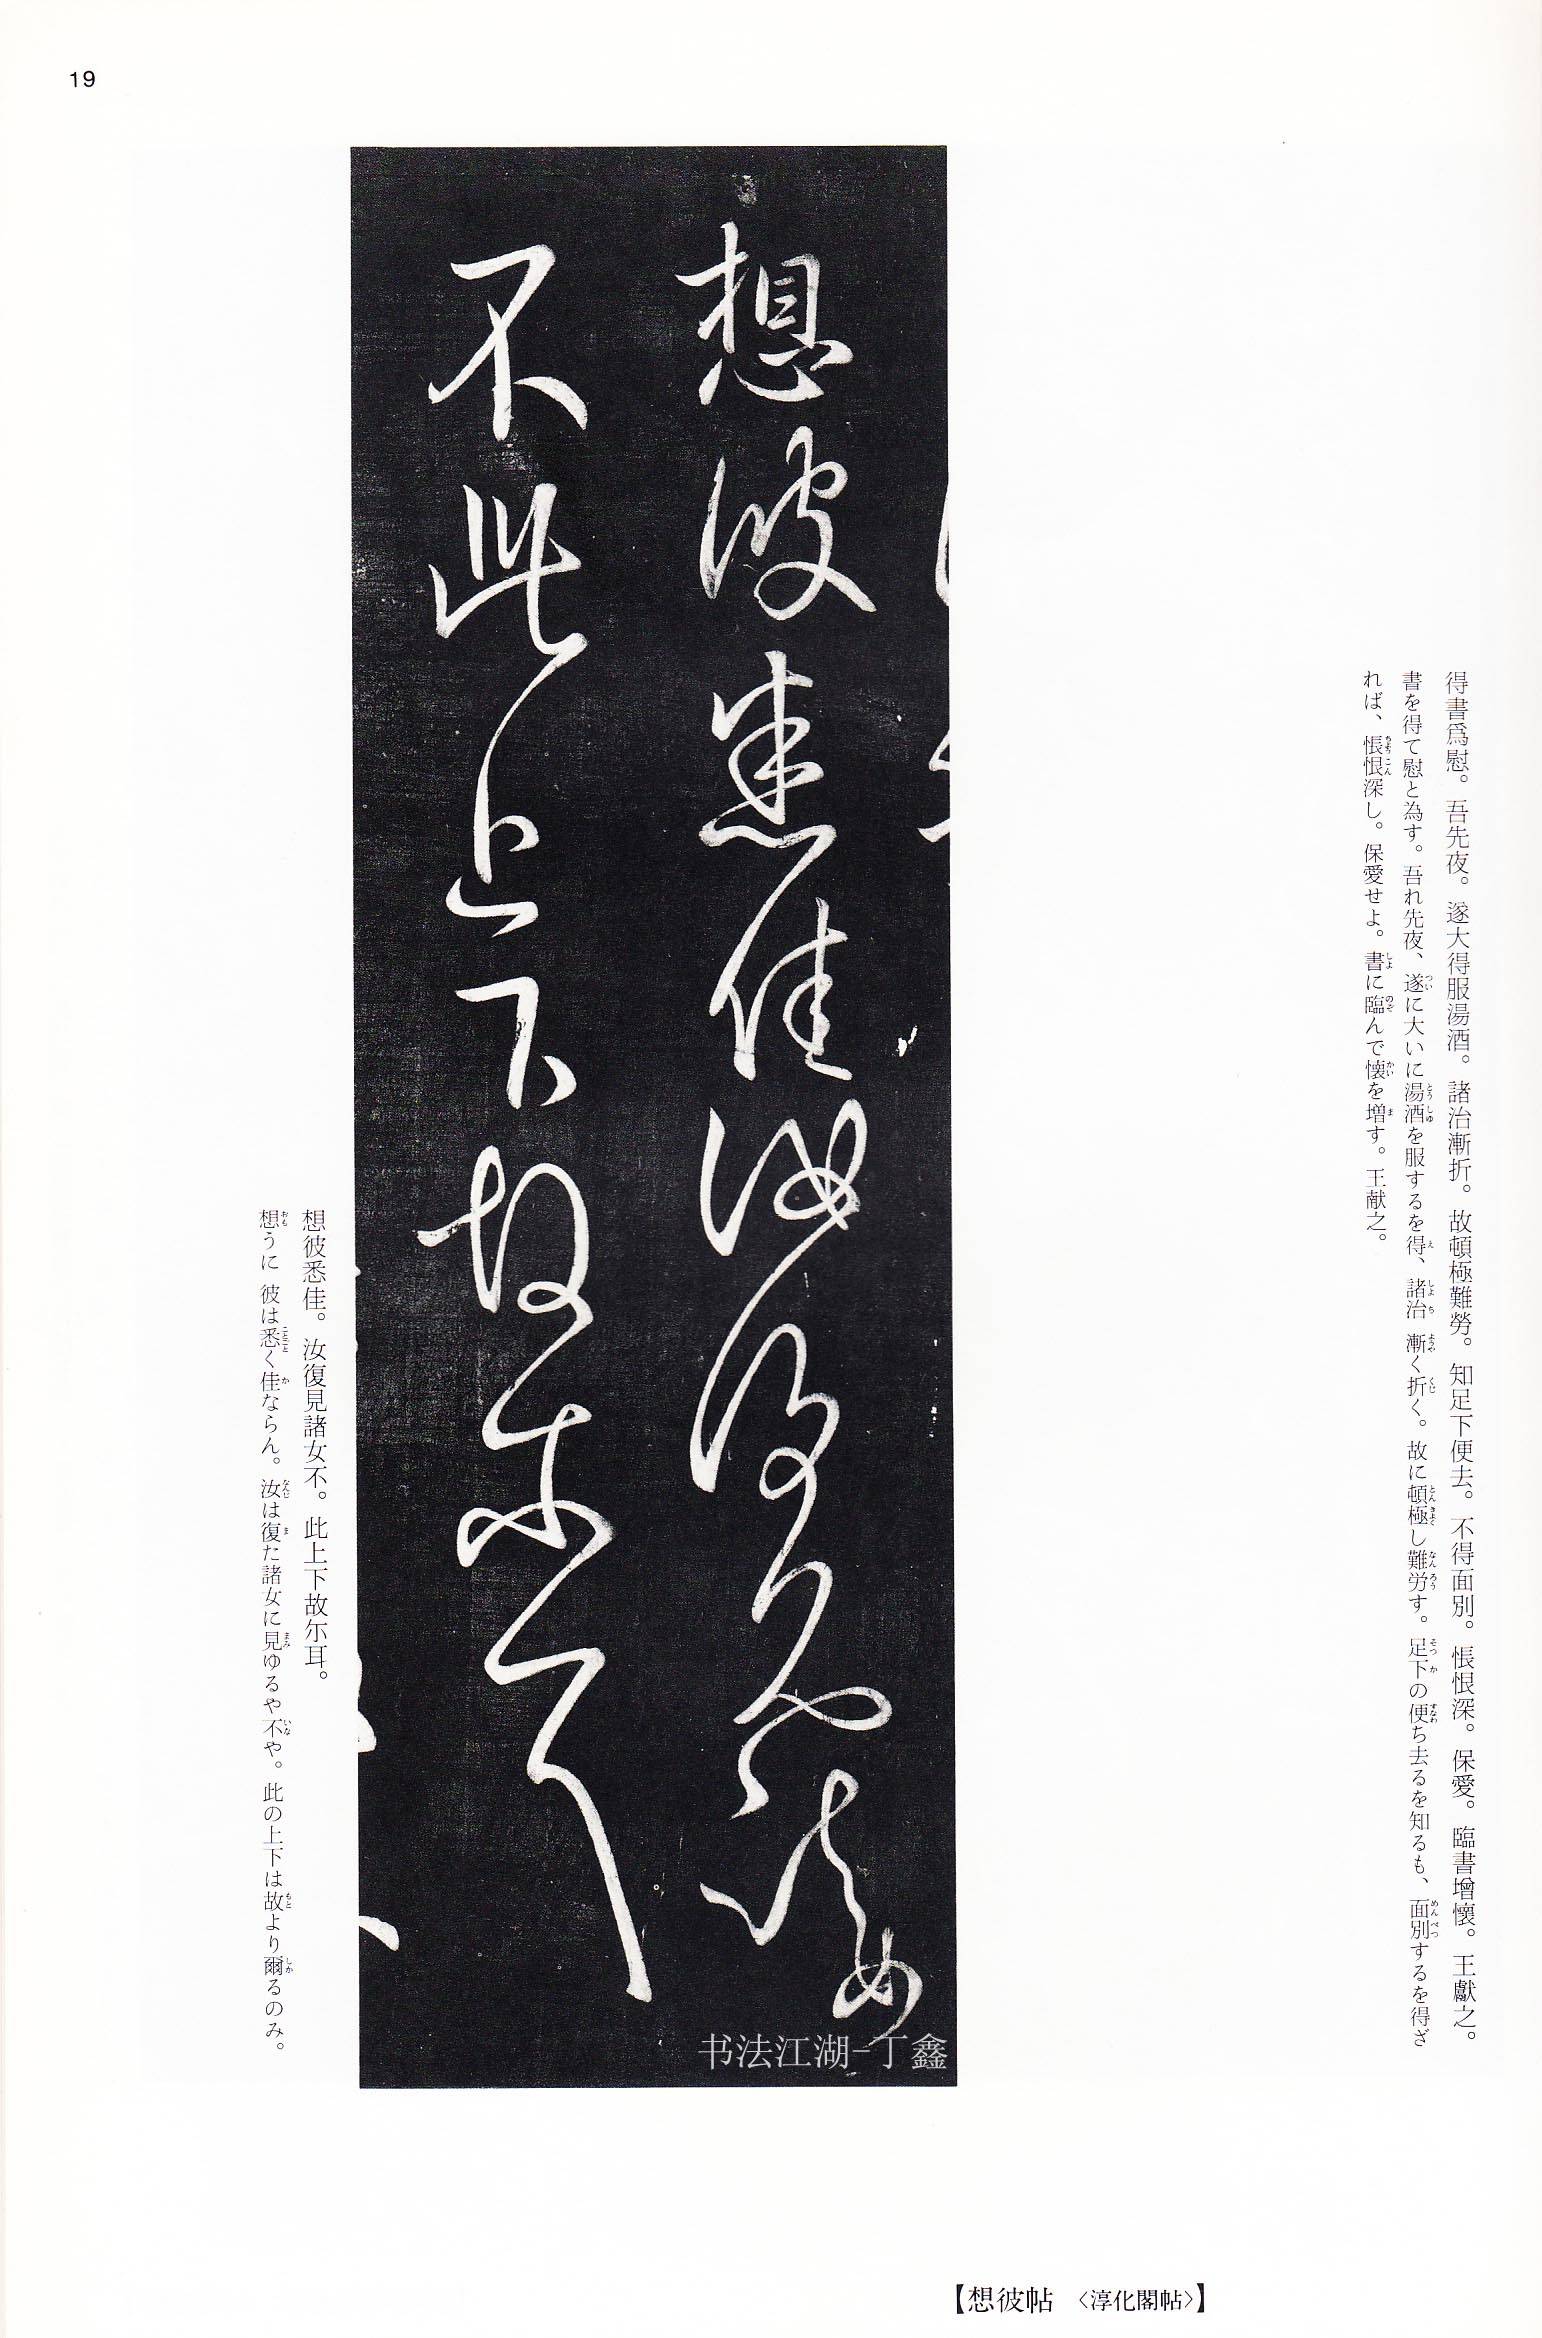 19
得書爲慰。吾先夜。遂大得服湯酒。諸治漸折。故頓極難勞。知足下便去。不得面別。悵恨深。保愛。臨書增懷。王獻之。
書を得て慰と為す。吾れ先夜、遂に大いに湯酒を服するを得、諸治漸く折く。故に頓極し難労す。足下の便ち去るを知るも、面別するを得ざ
れば、悵恨深し。保愛せよ。書に臨んで懐を増す。王献之。
想彼悉佳汝復見諸女
不此上下故尓耳
想彼悉佳。汝復見諸女不。此上下故尓耳。
想うに彼は悉く佳ならん。汝は復た諸女に見ゆるや不や。此の上下は故より爾るのみ。
书法江湖-丁鑫
【想彼帖〈淳化閣帖〉】